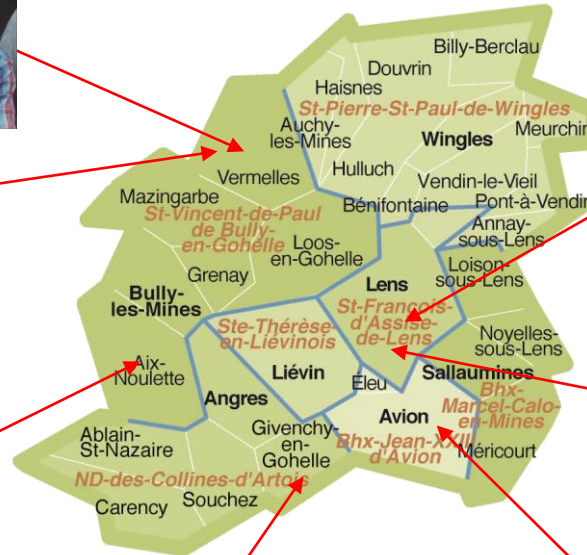 Billy-Berclau
Douvrin
Haisnes
St-Pierre-St-Paul-de-Wingles
Auchy-
les-Mines
Meurchin
Wingles
Hulluch
Vermelles
Vendin-le-Vieil
Mazingarbe
Bénifontaine
Pont-à-Vendin
St-Vincent-de-Paul
de Bully-
en-Gohelle
Annay-
sous-Lens
Loos-
en-Gohelle
Grenay
Lens
Loison-
sous-Lens
Bully-
les-Mines
St-François-
d'Assise-
de-Lens
Ste-Thérèse-
en-Liévinois
Noyelles-
sous-Lens
Aix-
Noulette
Liévin
Éleu
Sallaumines
Angres
Bhx-
Marcel-Calo-
en-Mines
Avion
Ablain-
St-Nazaire
Givenchy-
en-
Gohelle
Bhx-Jean-XXIII
d'Avion
Méricourt
ND-des-Collines-d'Artois
Souchez
Carency